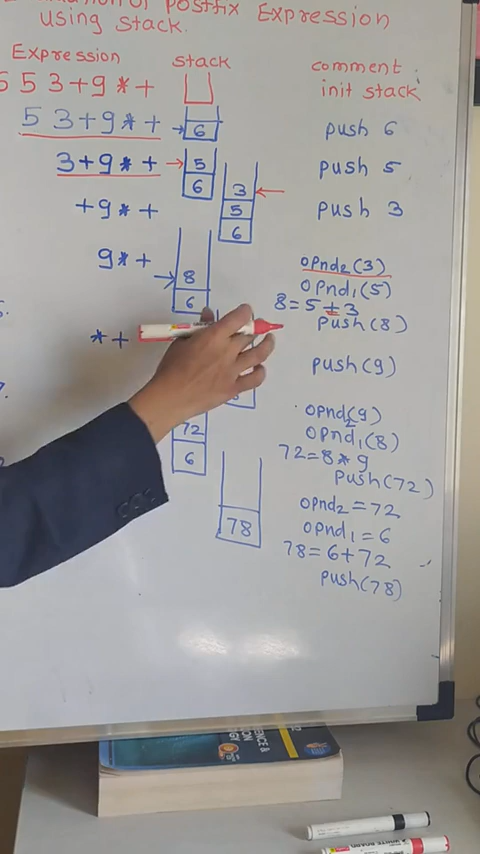 of Postfix Expression
using stack.
Expression stack comment
6 5 3+9*+ init stack
5 3+9*+ 6 push 6
3+9*+ 5 push 5
6
+9*+ 3 push 3
5
6
9*+ 8 opnd2(3)
6 opnd1(5)
8=5+3
*+ push(8)
push(9)
opnd2(9)
72 opnd1(8)
6 72=8*9
push(72)
opnd2=72
78 opnd1=6
78=6+72
push(78)